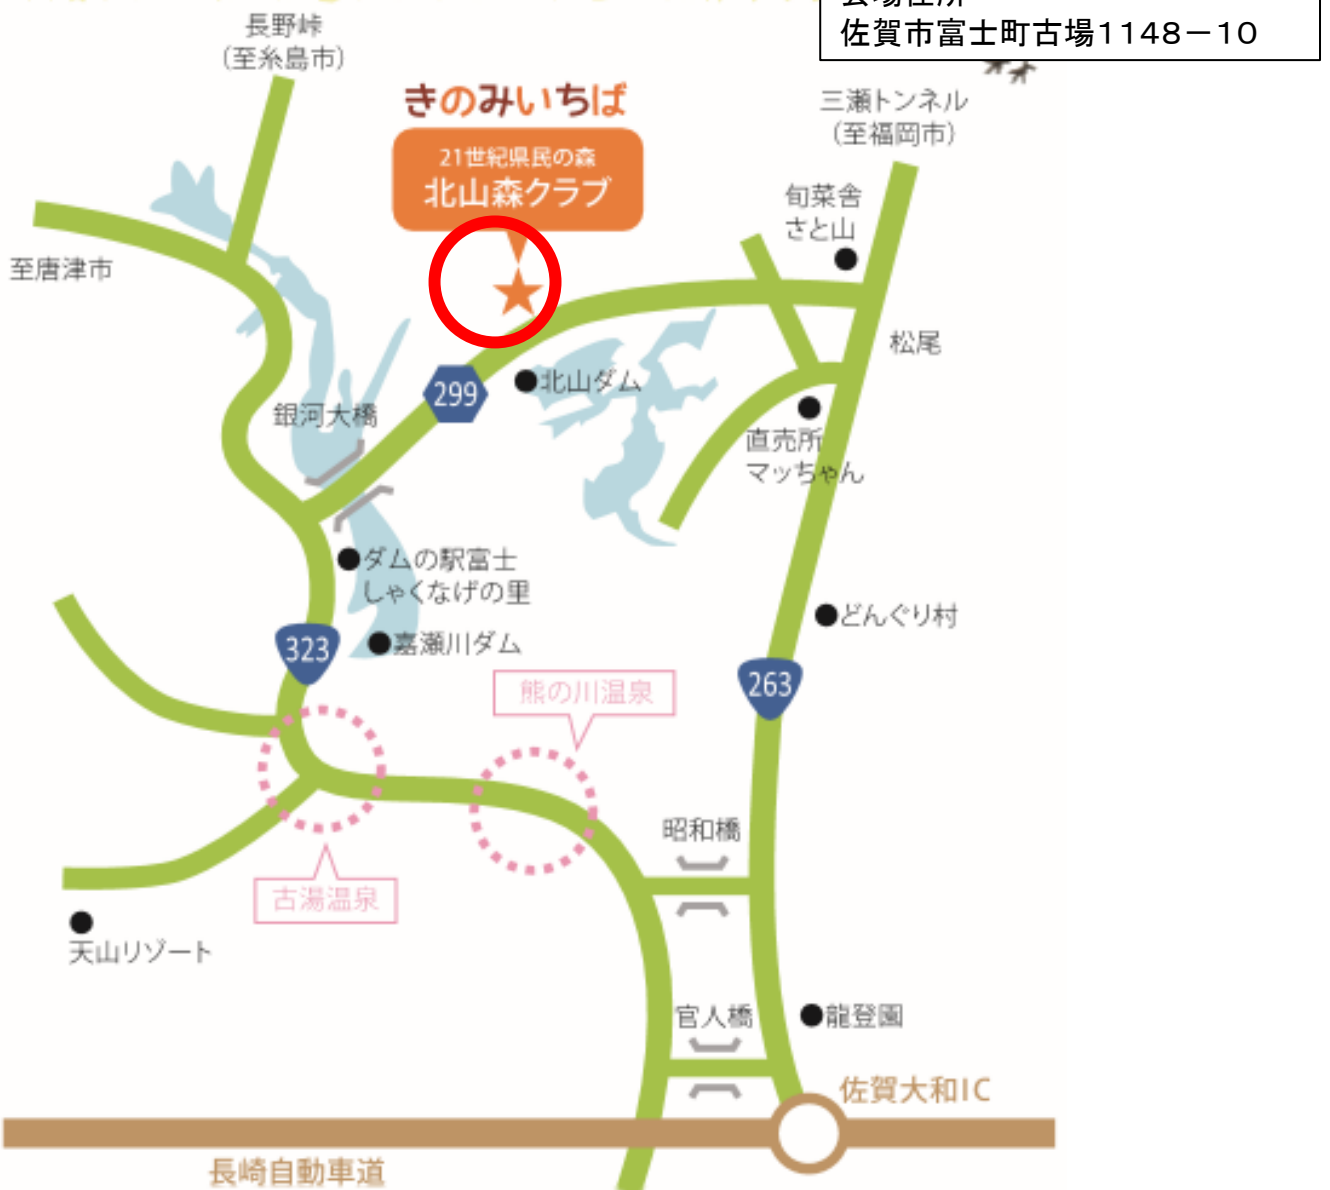 佐賀市富士町古場1148－10
長野峠
（至糸島市）
きのみいちば
21世紀県民の森
北山森クラブ
三瀬トンネル
（至福岡市）
旬菜舎
さと山
至唐津市
松尾
299
北山ダム
銀河大橋
直売所
マッちゃん
ダムの駅富士
しゃくなげの里
どんぐり村
323
嘉瀬川ダム
熊の川温泉
263
昭和橋
古湯温泉
天山リゾート
官人橋
龍登園
佐賀大和IC
長崎自動車道